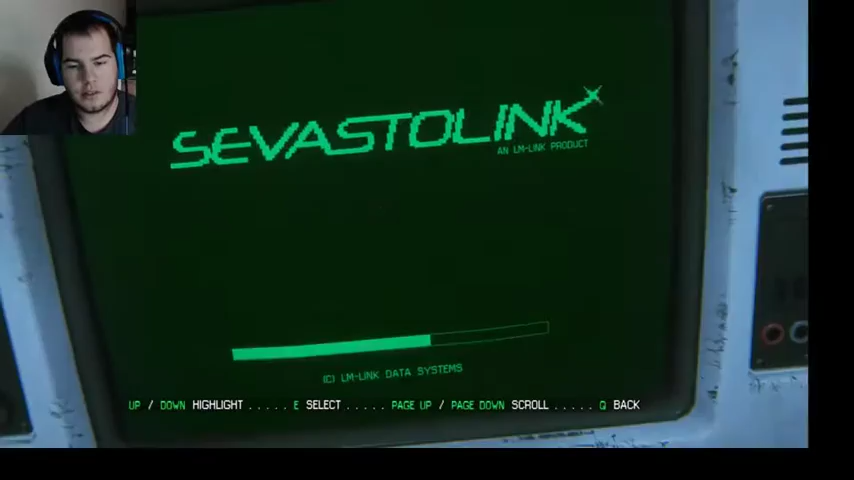 SEVASTOLINK
AN LM-LINK PRODUCT
(C) LM-LINK DATA SYSTEMS
UP / DOWN HIGHLIGHT ..... E SELECT ..... PAGE UP / PAGE DOWN SCROLL ..... Q BACK